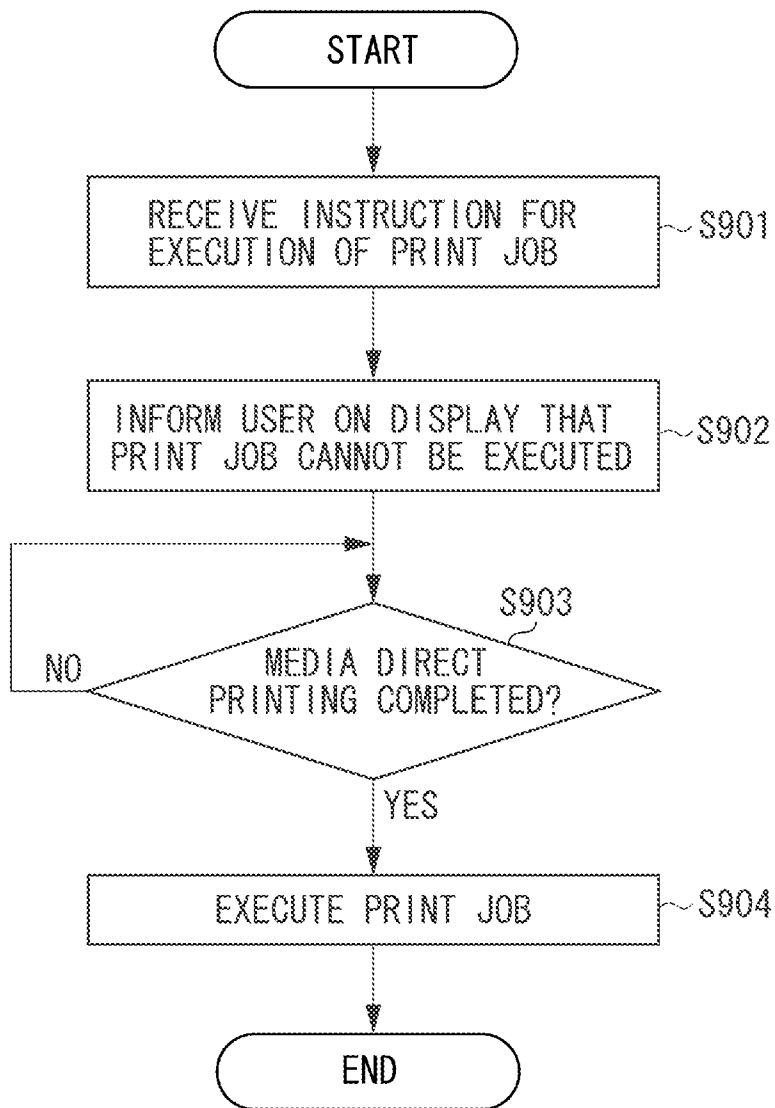 START
RECEIVE INSTRUCTION FOR
EXECUTION OF PRINT JOB
S901
INFORM USER ON DISPLAY THAT
PRINT JOB CANNOT BE EXECUTED
S902
S903
MEDIA DIRECT
PRINTING COMPLETED?
NO
YES
EXECUTE PRINT JOB
S904
END